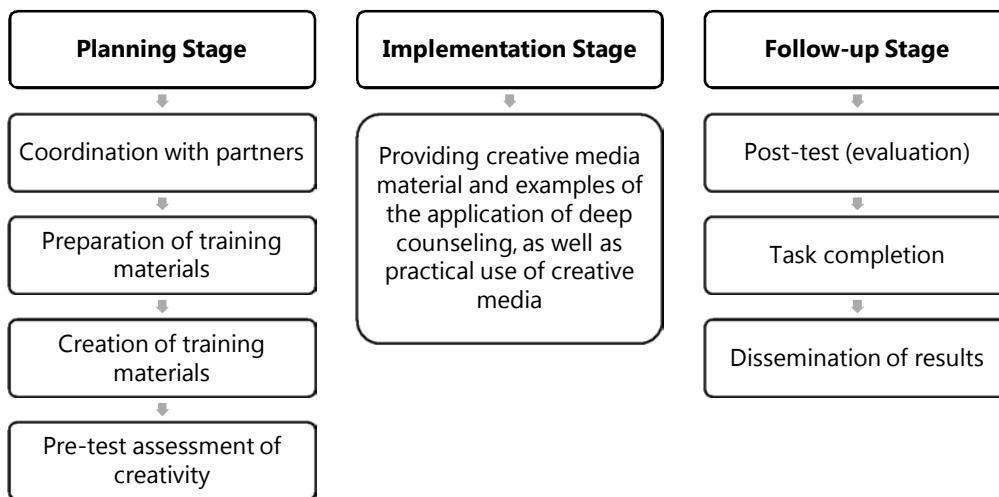 Planning Stage
Coordination with partners
Preparation of training
materials
Creation of training
materials
Pre-test assessment of
creativity
Implementation Stage
Providing creative media
material and examples of
the application of deep
counseling, as well as
practical use of creative
media
Follow-up Stage
Post-test (evaluation)
Task completion
Dissemination of results